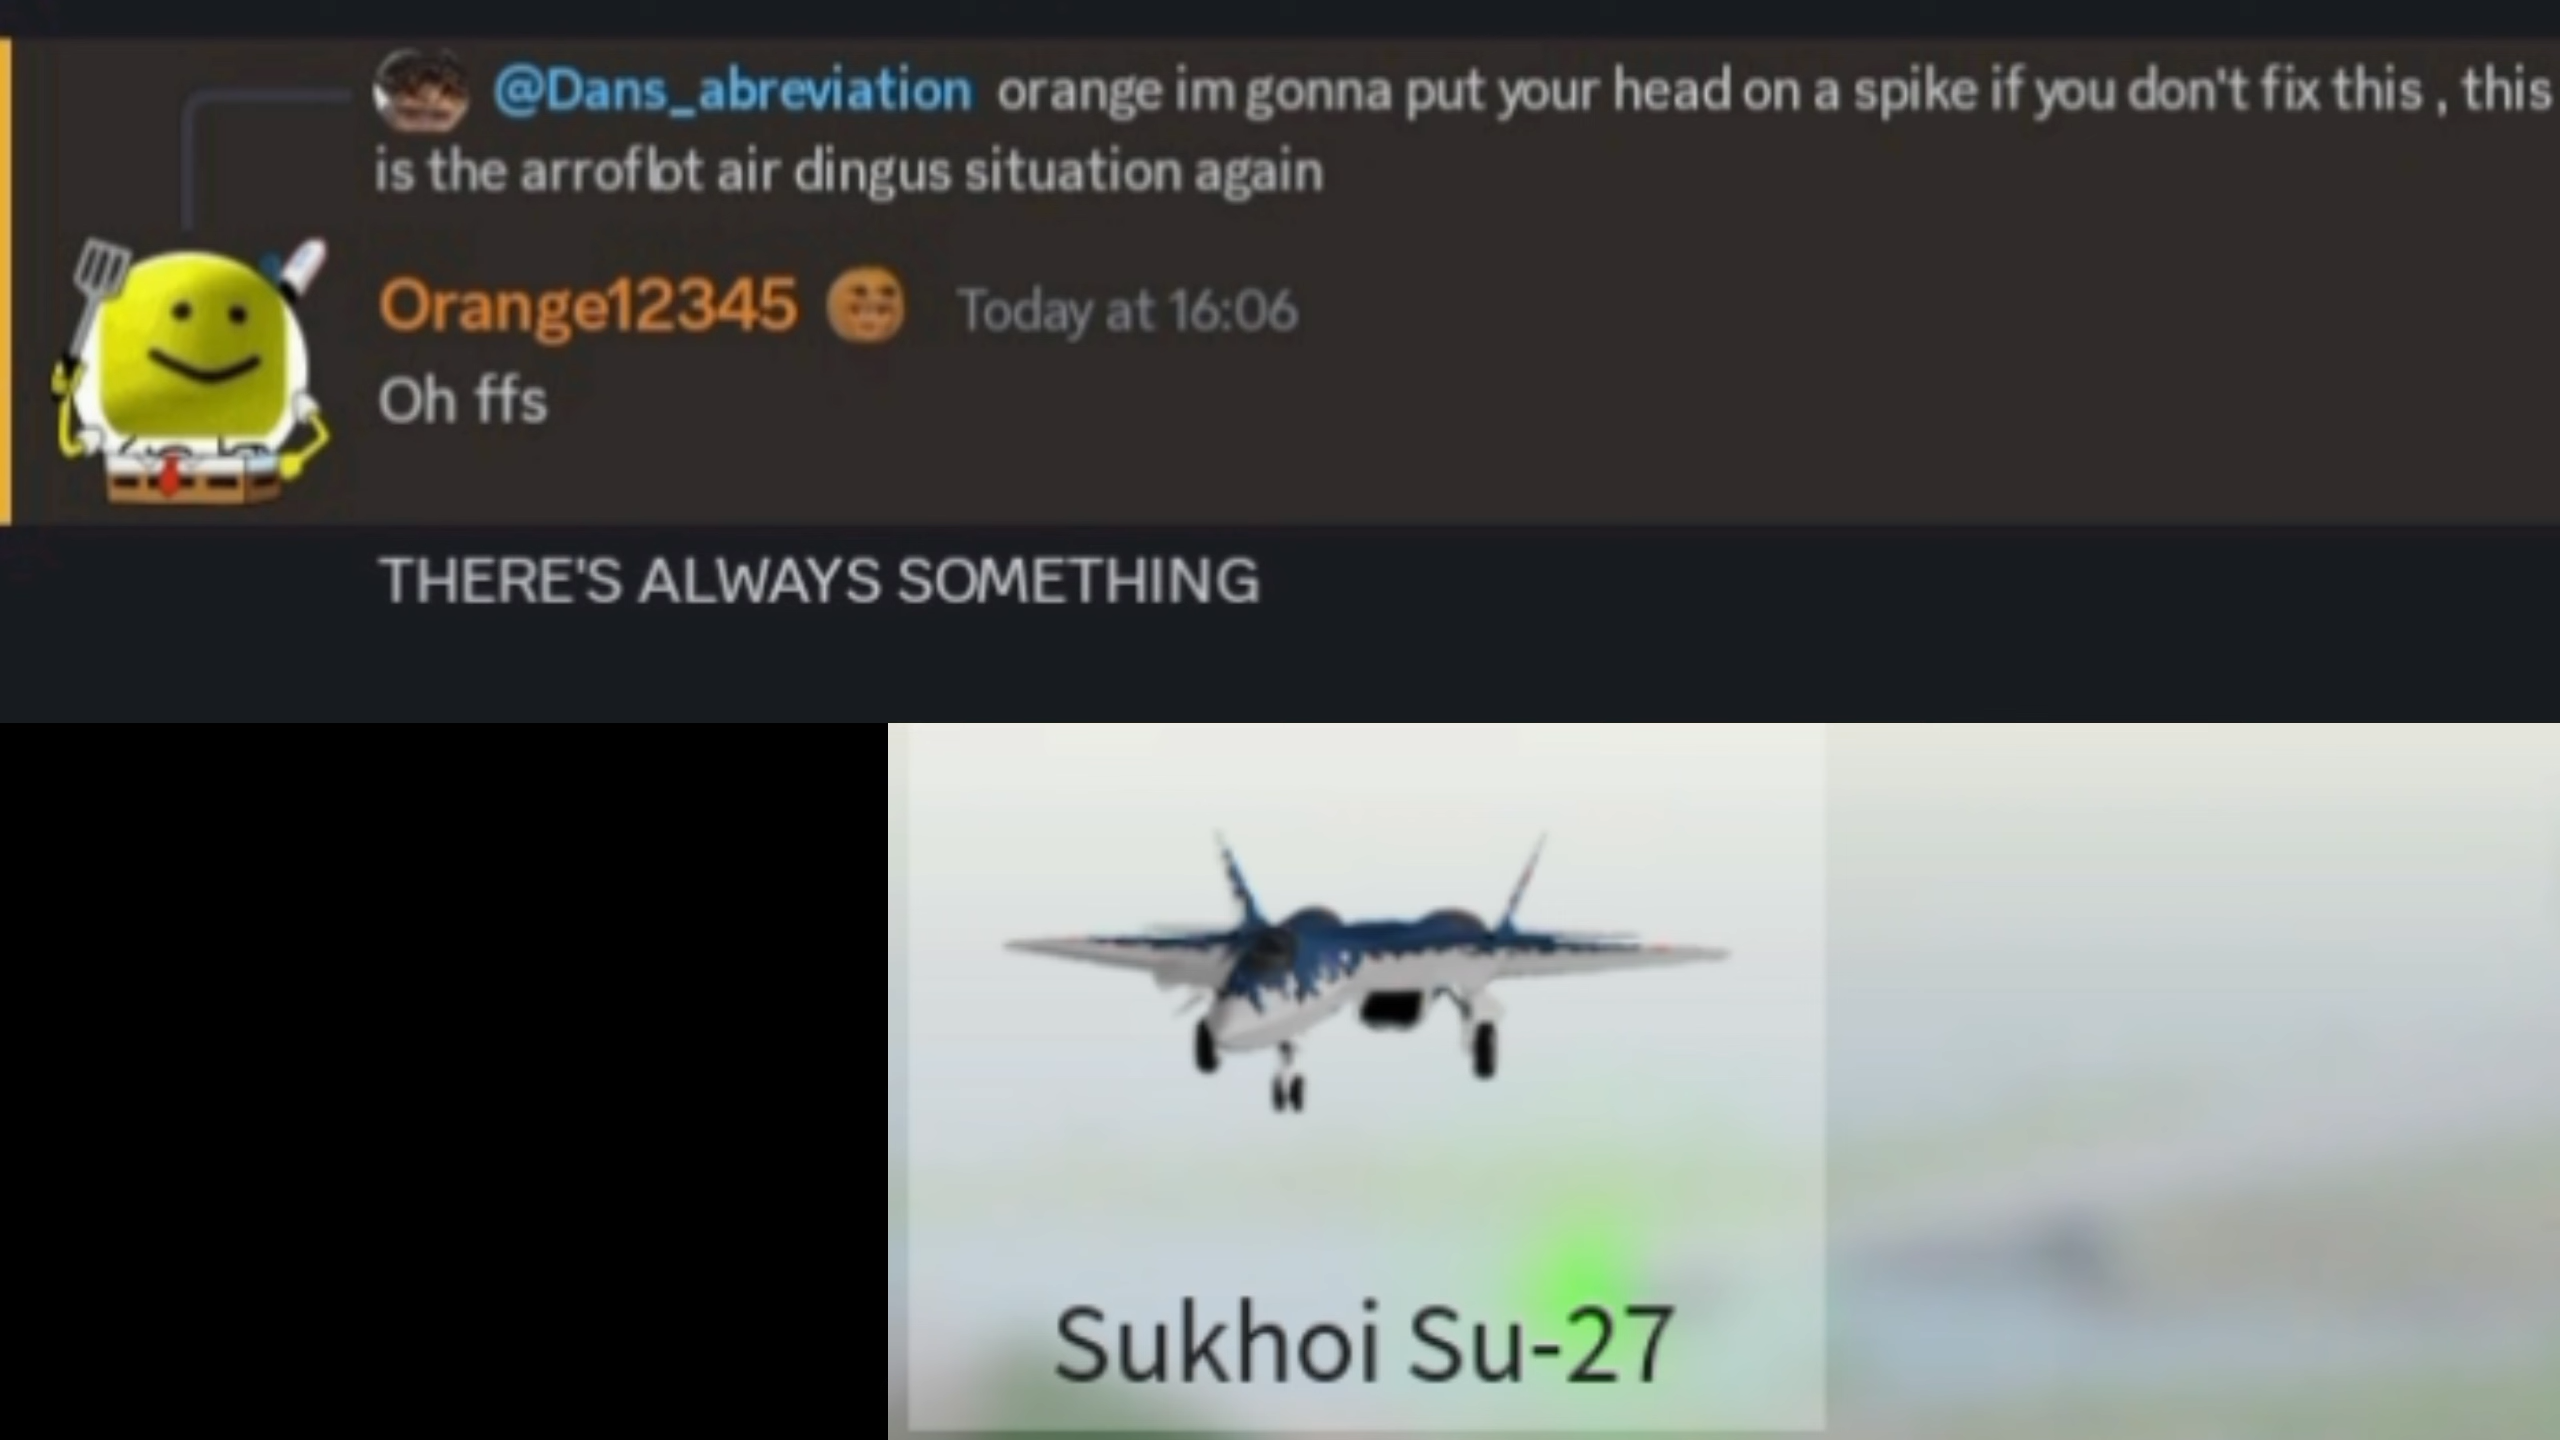 @Dans_abreviation orange im gonna put your head on a spike if you don't fix this , this
is the arroflot air dingus situation again
Orange12345 Today at 16:06
Oh ffs
THERE'S ALWAYS SOMETHING
Sukhoi Su-27